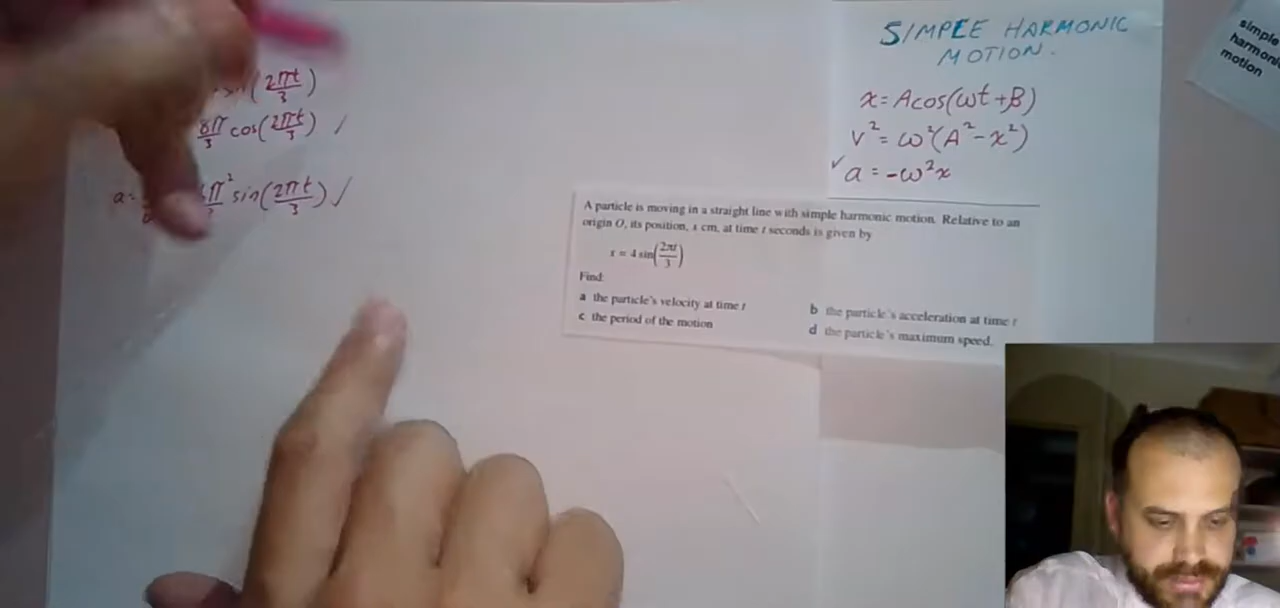 SIMPLE HARMONIC
MOTION.
simple
harmonic
motion
x = A cos(ωt + B)
v² = ω²(A² - x²)
✓ a = -ω²x
sin(2πt/3)
8π/3 cos(2πt/3) /
a =
π² sin(2πt/3) ✓
A particle is moving in a straight line with simple harmonic motion. Relative to an
origin O, its position, x cm, at time t seconds is given by
x = 4 sin(2πt/3)
Find:
a the particle's velocity at time t
b the particle's acceleration at time t
c the period of the motion
d the particle's maximum speed.